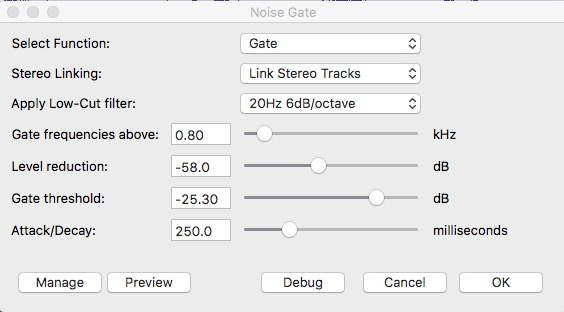 Noise Gate
Select Function: Gate
Stereo Linking: Link Stereo Tracks
Apply Low-Cut filter: 20Hz 6dB/octave
Gate frequencies above: 0.80 kHz
Level reduction: -58.0 dB
Gate threshold: -25.30 dB
Attack/Decay: 250.0 milliseconds
Manage Preview Debug Cancel OK